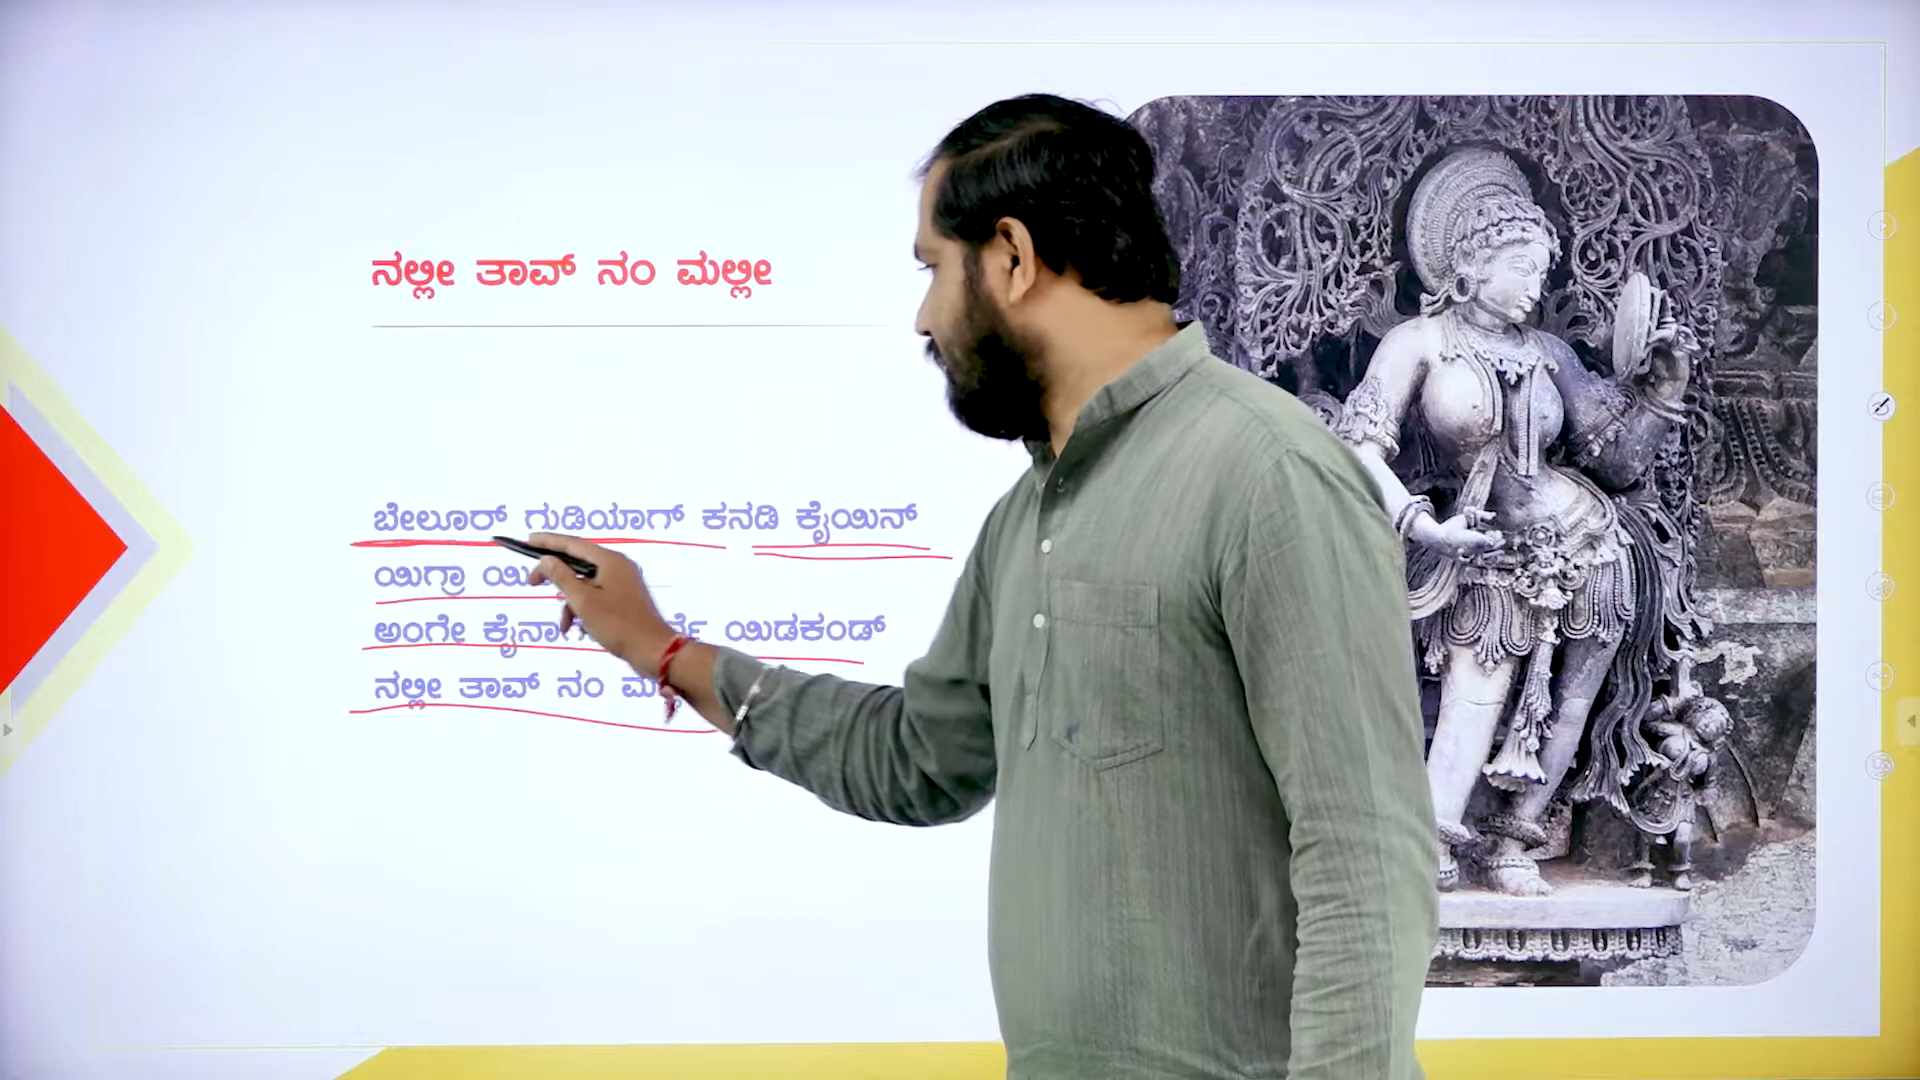 ನಲ್ಲೀ ತಾವ್ ನಂ ಮಲ್ಲೀ
ಬೇಲೂರ್ ಗುಡಿಯಾಗ್ ಕನಡಿ ಕೈಯಿನ್
ಯಿಗ್ರಾ
ಅಂಗೇ ಯಿಡಕಂಡ್
ನಲ್ಲೀ ತಾವ್ ನಂ